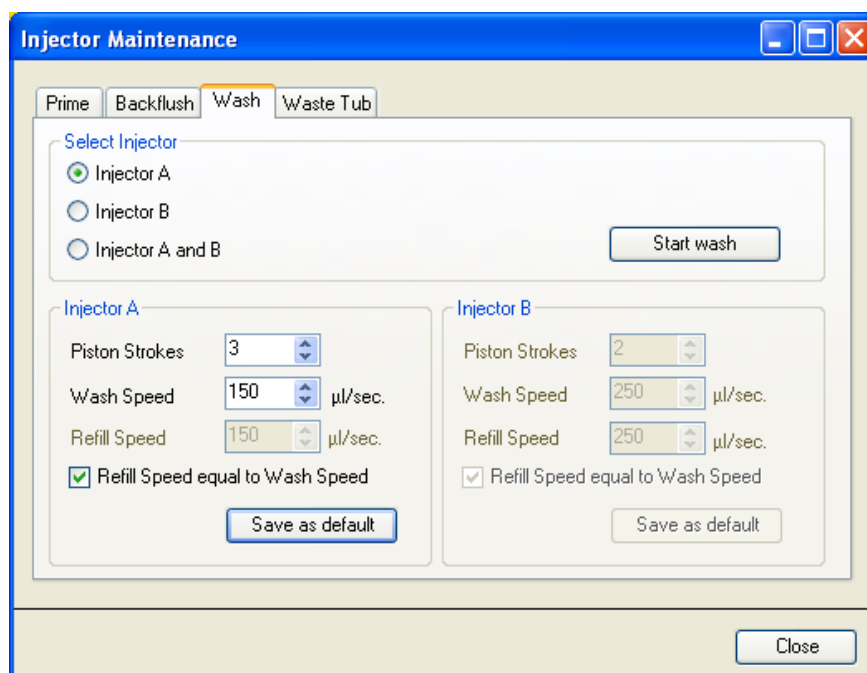 Injector Maintenance
Prime Backflush Wash Waste Tub
Select Injector
Injector A
Injector B
Injector A and B
Start wash
Injector A
Piston Strokes 3
Wash Speed 150 µl/sec.
Refill Speed 150 µl/sec.
Refill Speed equal to Wash Speed
Save as default
Injector B
Piston Strokes 2
Wash Speed 250 µl/sec.
Refill Speed 250 µl/sec.
Refill Speed equal to Wash Speed
Save as default
Close